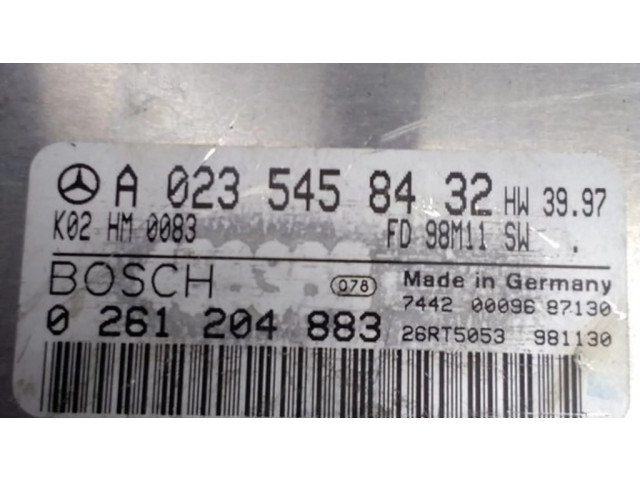 A 023 545 84 32 HW 39.97
K02 HM 0083 FD 98M11 SW .
BOSCH 078 Made in Germany
7442 00096 87130
0 261 204 883 26RT5053 981130